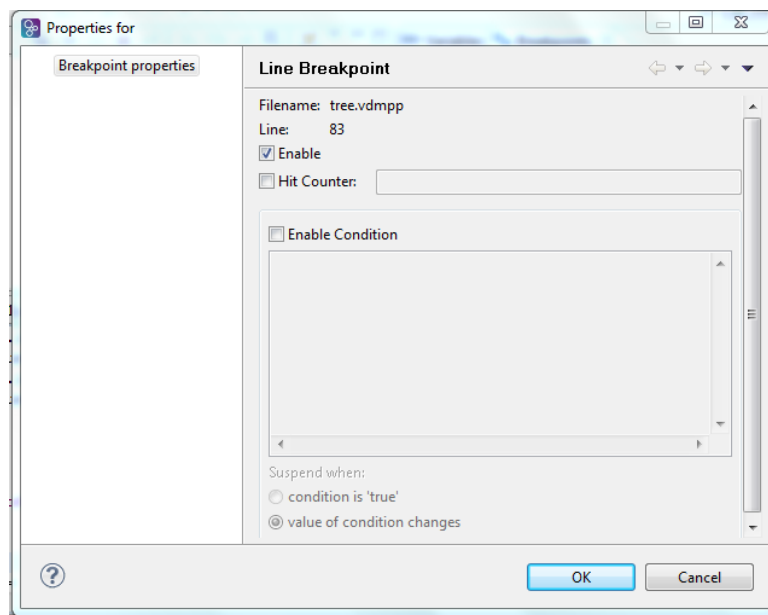 Properties for
Breakpoint properties
Line Breakpoint
Filename: tree.vdmpp
Line: 83
Enable
Hit Counter:
Enable Condition
Suspend when:
condition is 'true'
value of condition changes
OK
Cancel